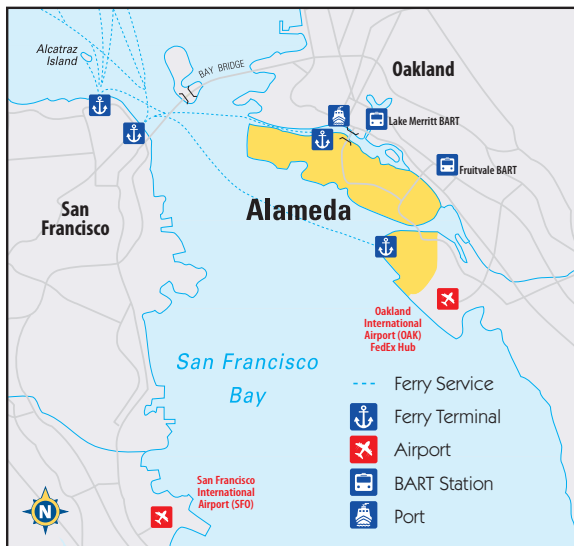 Alcatraz
Island
BAY BRIDGE
Oakland
Lake Merritt BART
Fruitvale BART
San
Francisco
Alameda
Oakland
International
Airport (OAK)
FedEx Hub
San Francisco
Bay
Ferry Service
Ferry Terminal
Airport
BART Station
Port
San Francisco
International
Airport (SFO)
N